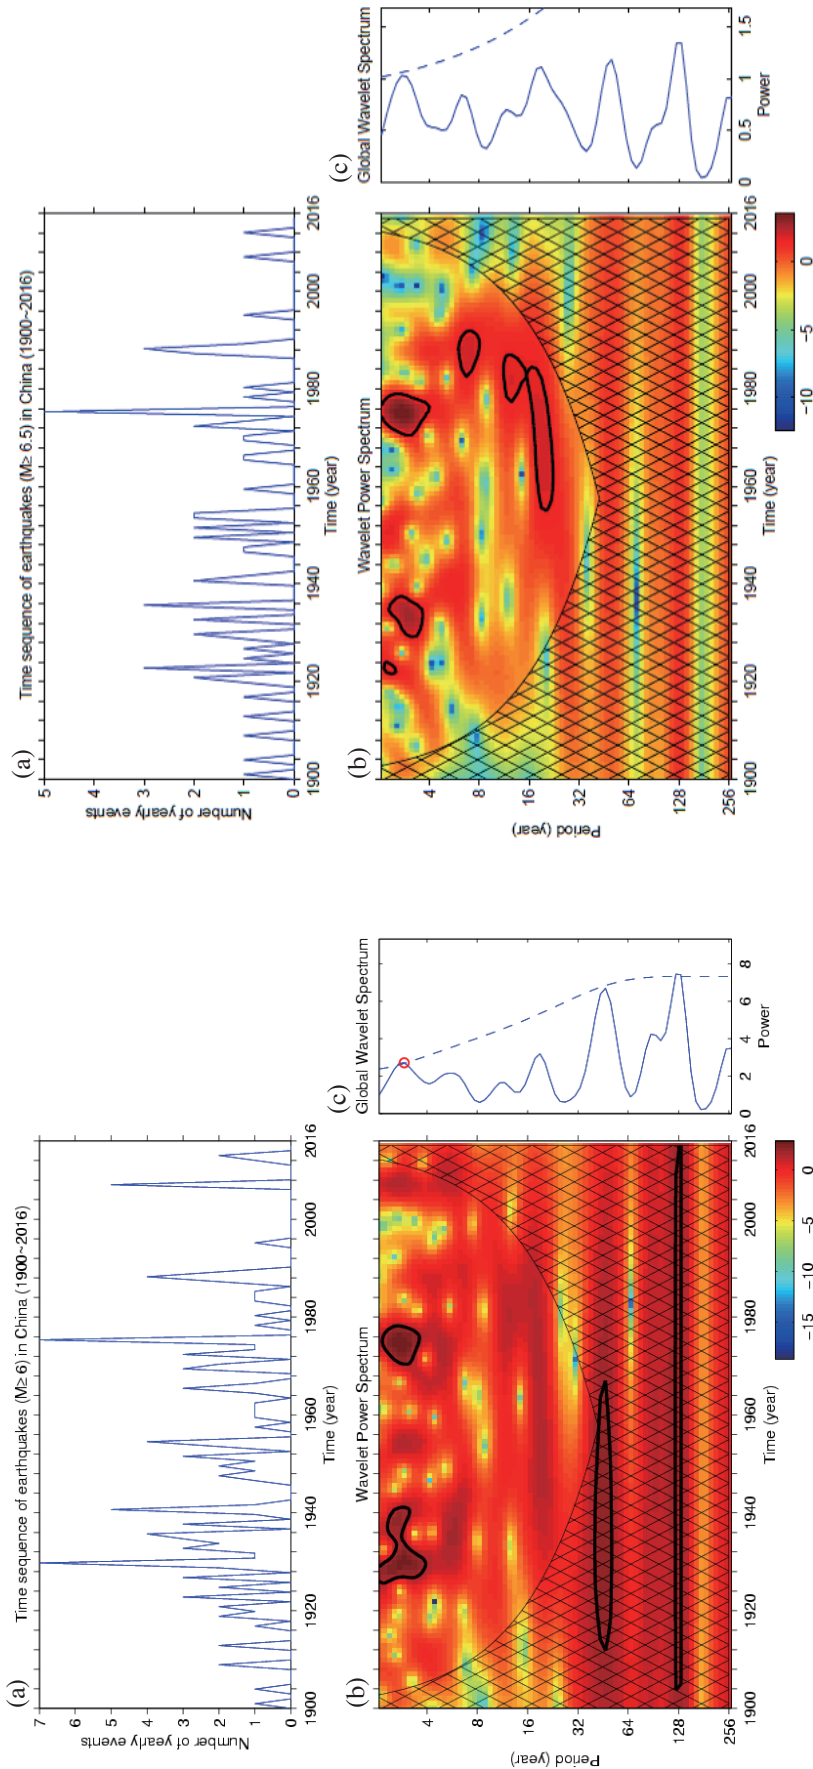 (a)
Time sequence of earthquakes (M≥ 6) in China (1900~2016)
Number of yearly events
7
6
5
4
3
2
1
0
1900 1920 1940 1960 1980 2000 2016
Time (year)
(b)
Wavelet Power Spectrum
Period (year)
4
8
16
32
64
128
256
1900 1920 1940 1960 1980 2000 2016
Time (year)
−15 −10 −5 0
(c)
Global Wavelet Spectrum
0 2 4 6 8
Power
(a)
Time sequence of earthquakes (M≥ 6.5) in China (1900~2016)
Number of yearly events
5
4
3
2
1
0
1900 1920 1940 1960 1980 2000 2016
Time (year)
(b)
Wavelet Power Spectrum
Period (year)
4
8
16
32
64
128
256
1900 1920 1940 1960 1980 2000 2016
Time (year)
−10 −5 0
(c)
Global Wavelet Spectrum
0 0.5 1 1.5
Power